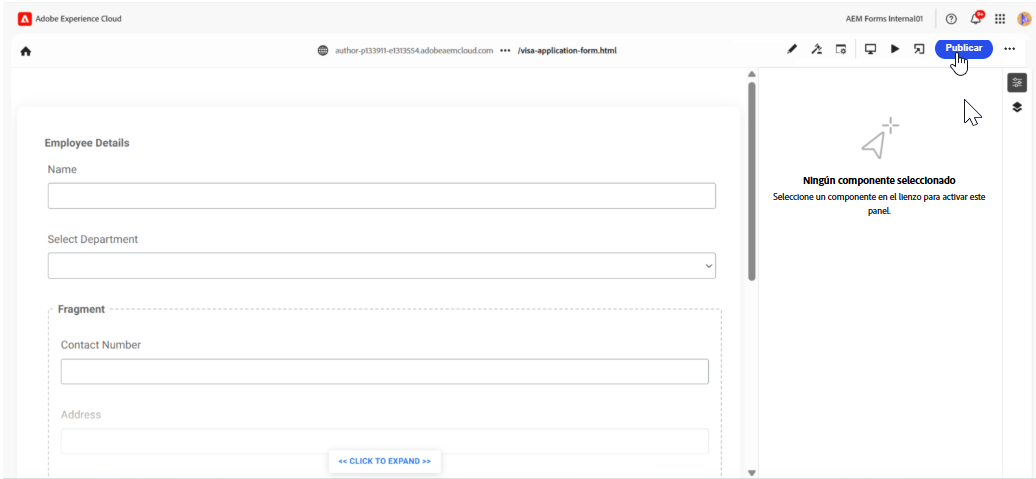 Adobe Experience Cloud
AEM Forms Internal01
9+
author-p133911-e1313554.adobeaemcloud.com ••• /visa-application-form.html
Publicar
Employee Details
Name
Select Department
Fragment
Contact Number
Address
<< CLICK TO EXPAND >>
Ningún componente seleccionado
Seleccione un componente en el lienzo para activar este
panel.